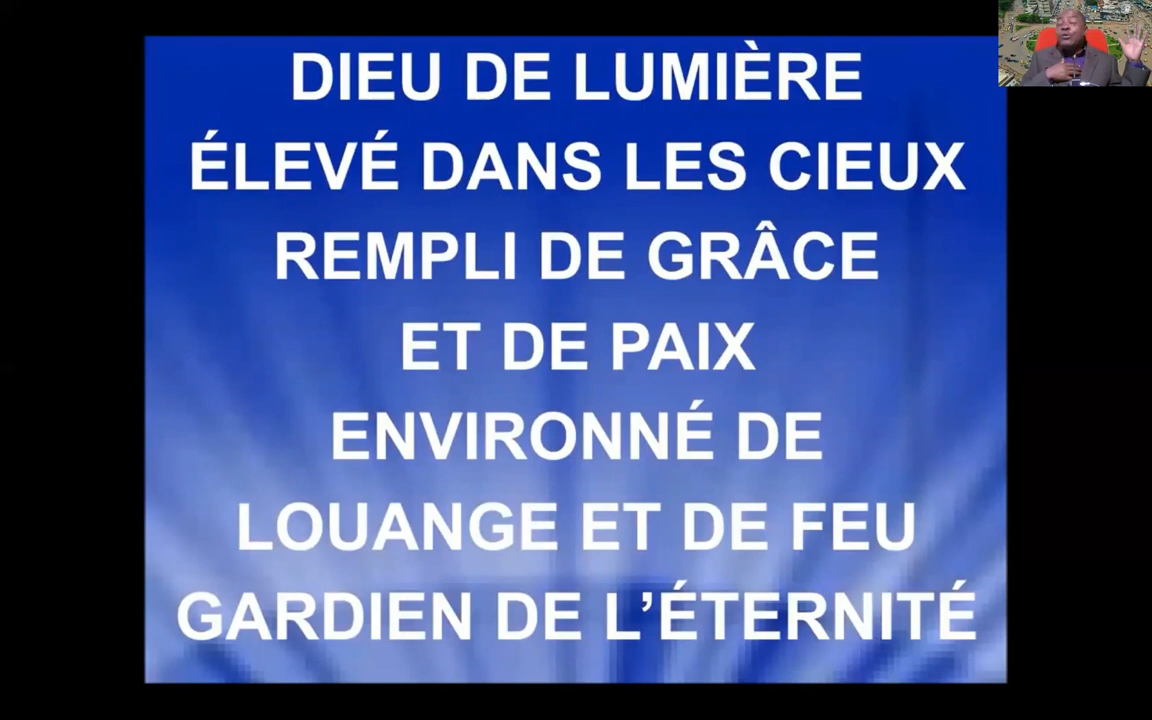 DIEU DE LUMIÈRE
ÉLEVÉ DANS LES CIEUX
REMPLI DE GRÂCE
ET DE PAIX
ENVIRONNÉ DE
LOUANGE ET DE FEU
GARDIEN DE L’ÉTERNITÉ